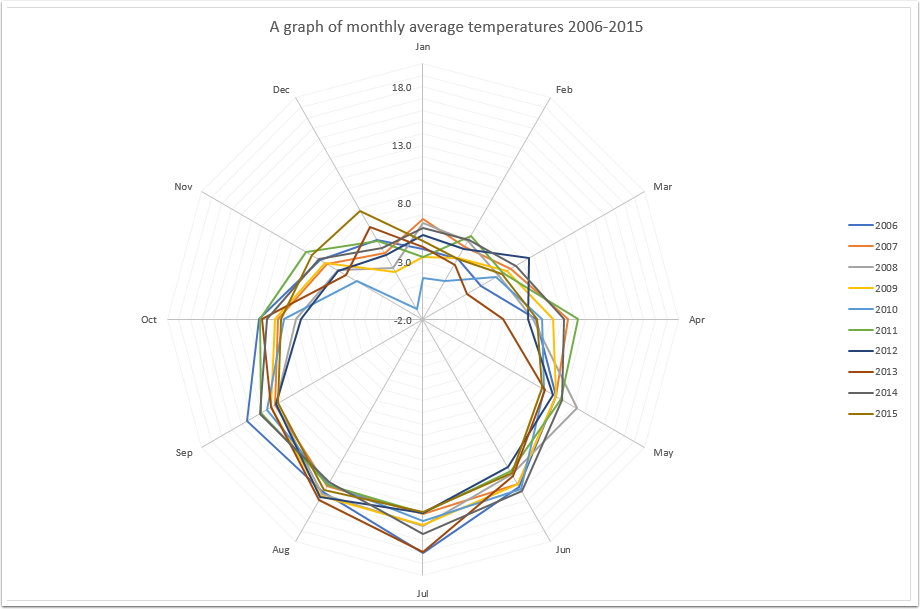 A graph of monthly average temperatures 2006-2015
Jan
Feb
Mar
Apr
May
Jun
Jul
Aug
Sep
Oct
Nov
Dec
18.0
13.0
8.0
3.0
-2.0
2006
2007
2008
2009
2010
2011
2012
2013
2014
2015